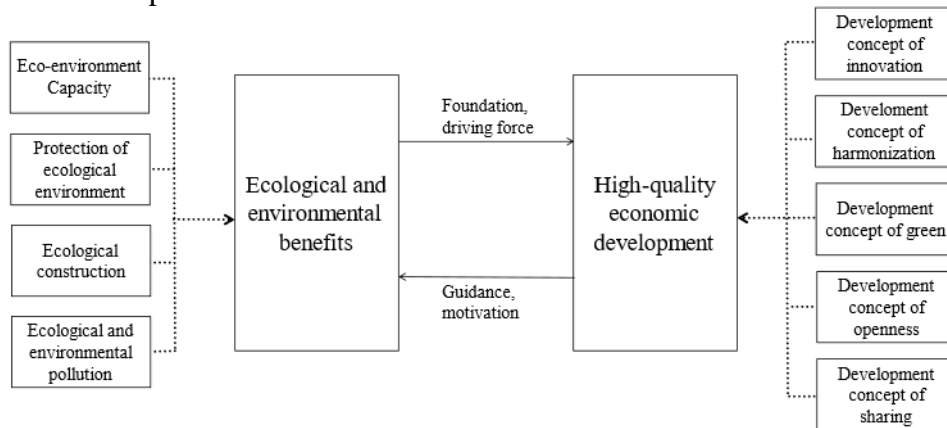 Eco-environment
Capacity
Protection of
ecological
environment
Ecological
construction
Ecological and
environmental
pollution
Ecological and
environmental
benefits
Foundation,
driving force
Guidance,
motivation
High-quality
economic
development
Development
concept of
innovation
Develoment
concept of
harmonization
Development
concept of green
Development
concept of
openness
Development
concept of
sharing